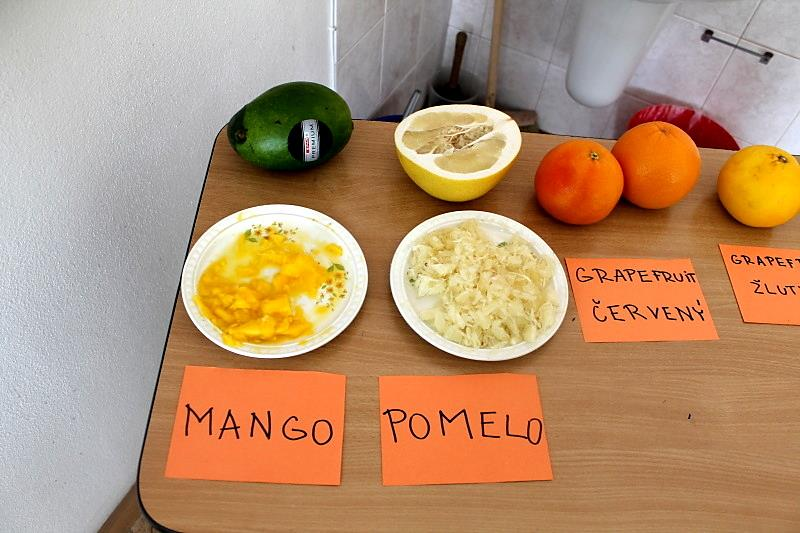 PREMIUM
GRAPEFRUIT
ČERVENÝ
MANGO
POMELO